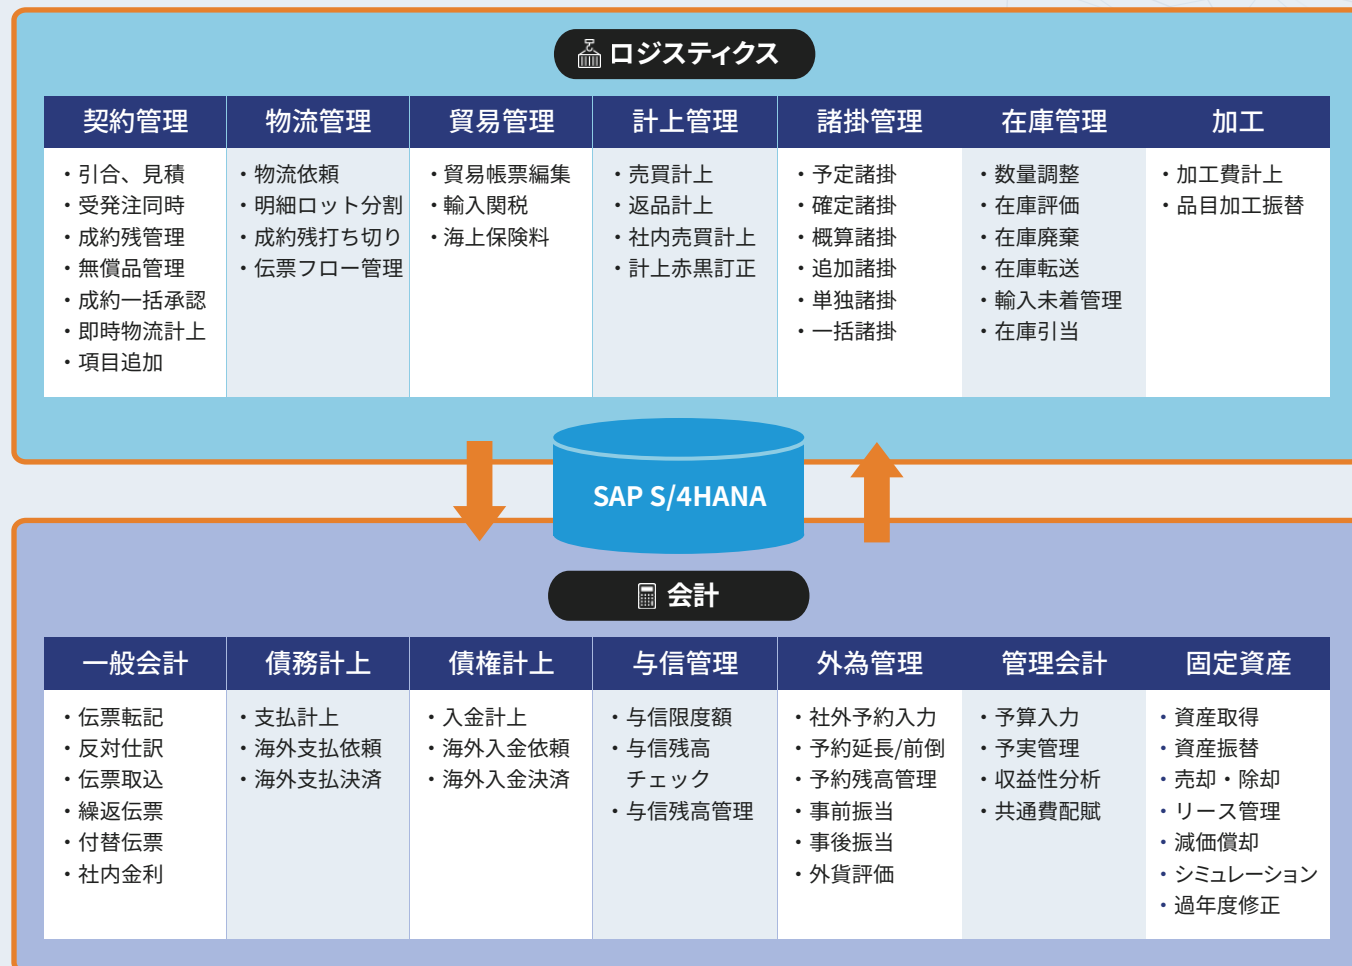 ロジスティクス
契約管理
・引合、見積
・受発注同時
・成約残管理
・無償品管理
・成約一括承認
・即時物流計上
・項目追加
物流管理
・物流依頼
・明細ロット分割
・成約残打ち切り
・伝票フロー管理
貿易管理
・貿易帳票編集
・輸入関税
・海上保険料
計上管理
・売買計上
・返品計上
・社内売買計上
・計上赤黒訂正
諸掛管理
・予定諸掛
・確定諸掛
・概算諸掛
・追加諸掛
・単独諸掛
・一括諸掛
在庫管理
・数量調整
・在庫評価
・在庫廃棄
・在庫転送
・輸入未着管理
・在庫引当
加工
・加工費計上
・品目加工振替
SAP S/4HANA
会計
一般会計
・伝票転記
・反対仕訳
・伝票取込
・繰返伝票
・付替伝票
・社内金利
債務計上
・支払計上
・海外支払依頼
・海外支払決済
債権計上
・入金計上
・海外入金依頼
・海外入金決済
与信管理
・与信限度額
・与信残高
チェック
・与信残高管理
外為管理
・社外予約入力
・予約延長/前倒
・予約残高管理
・事前振当
・事後振当
・外貨評価
管理会計
・予算入力
・予実管理
・収益性分析
・共通費配賦
固定資産
・資産取得
・資産振替
・売却・除却
・リース管理
・減価償却
・シミュレーション
・過年度修正